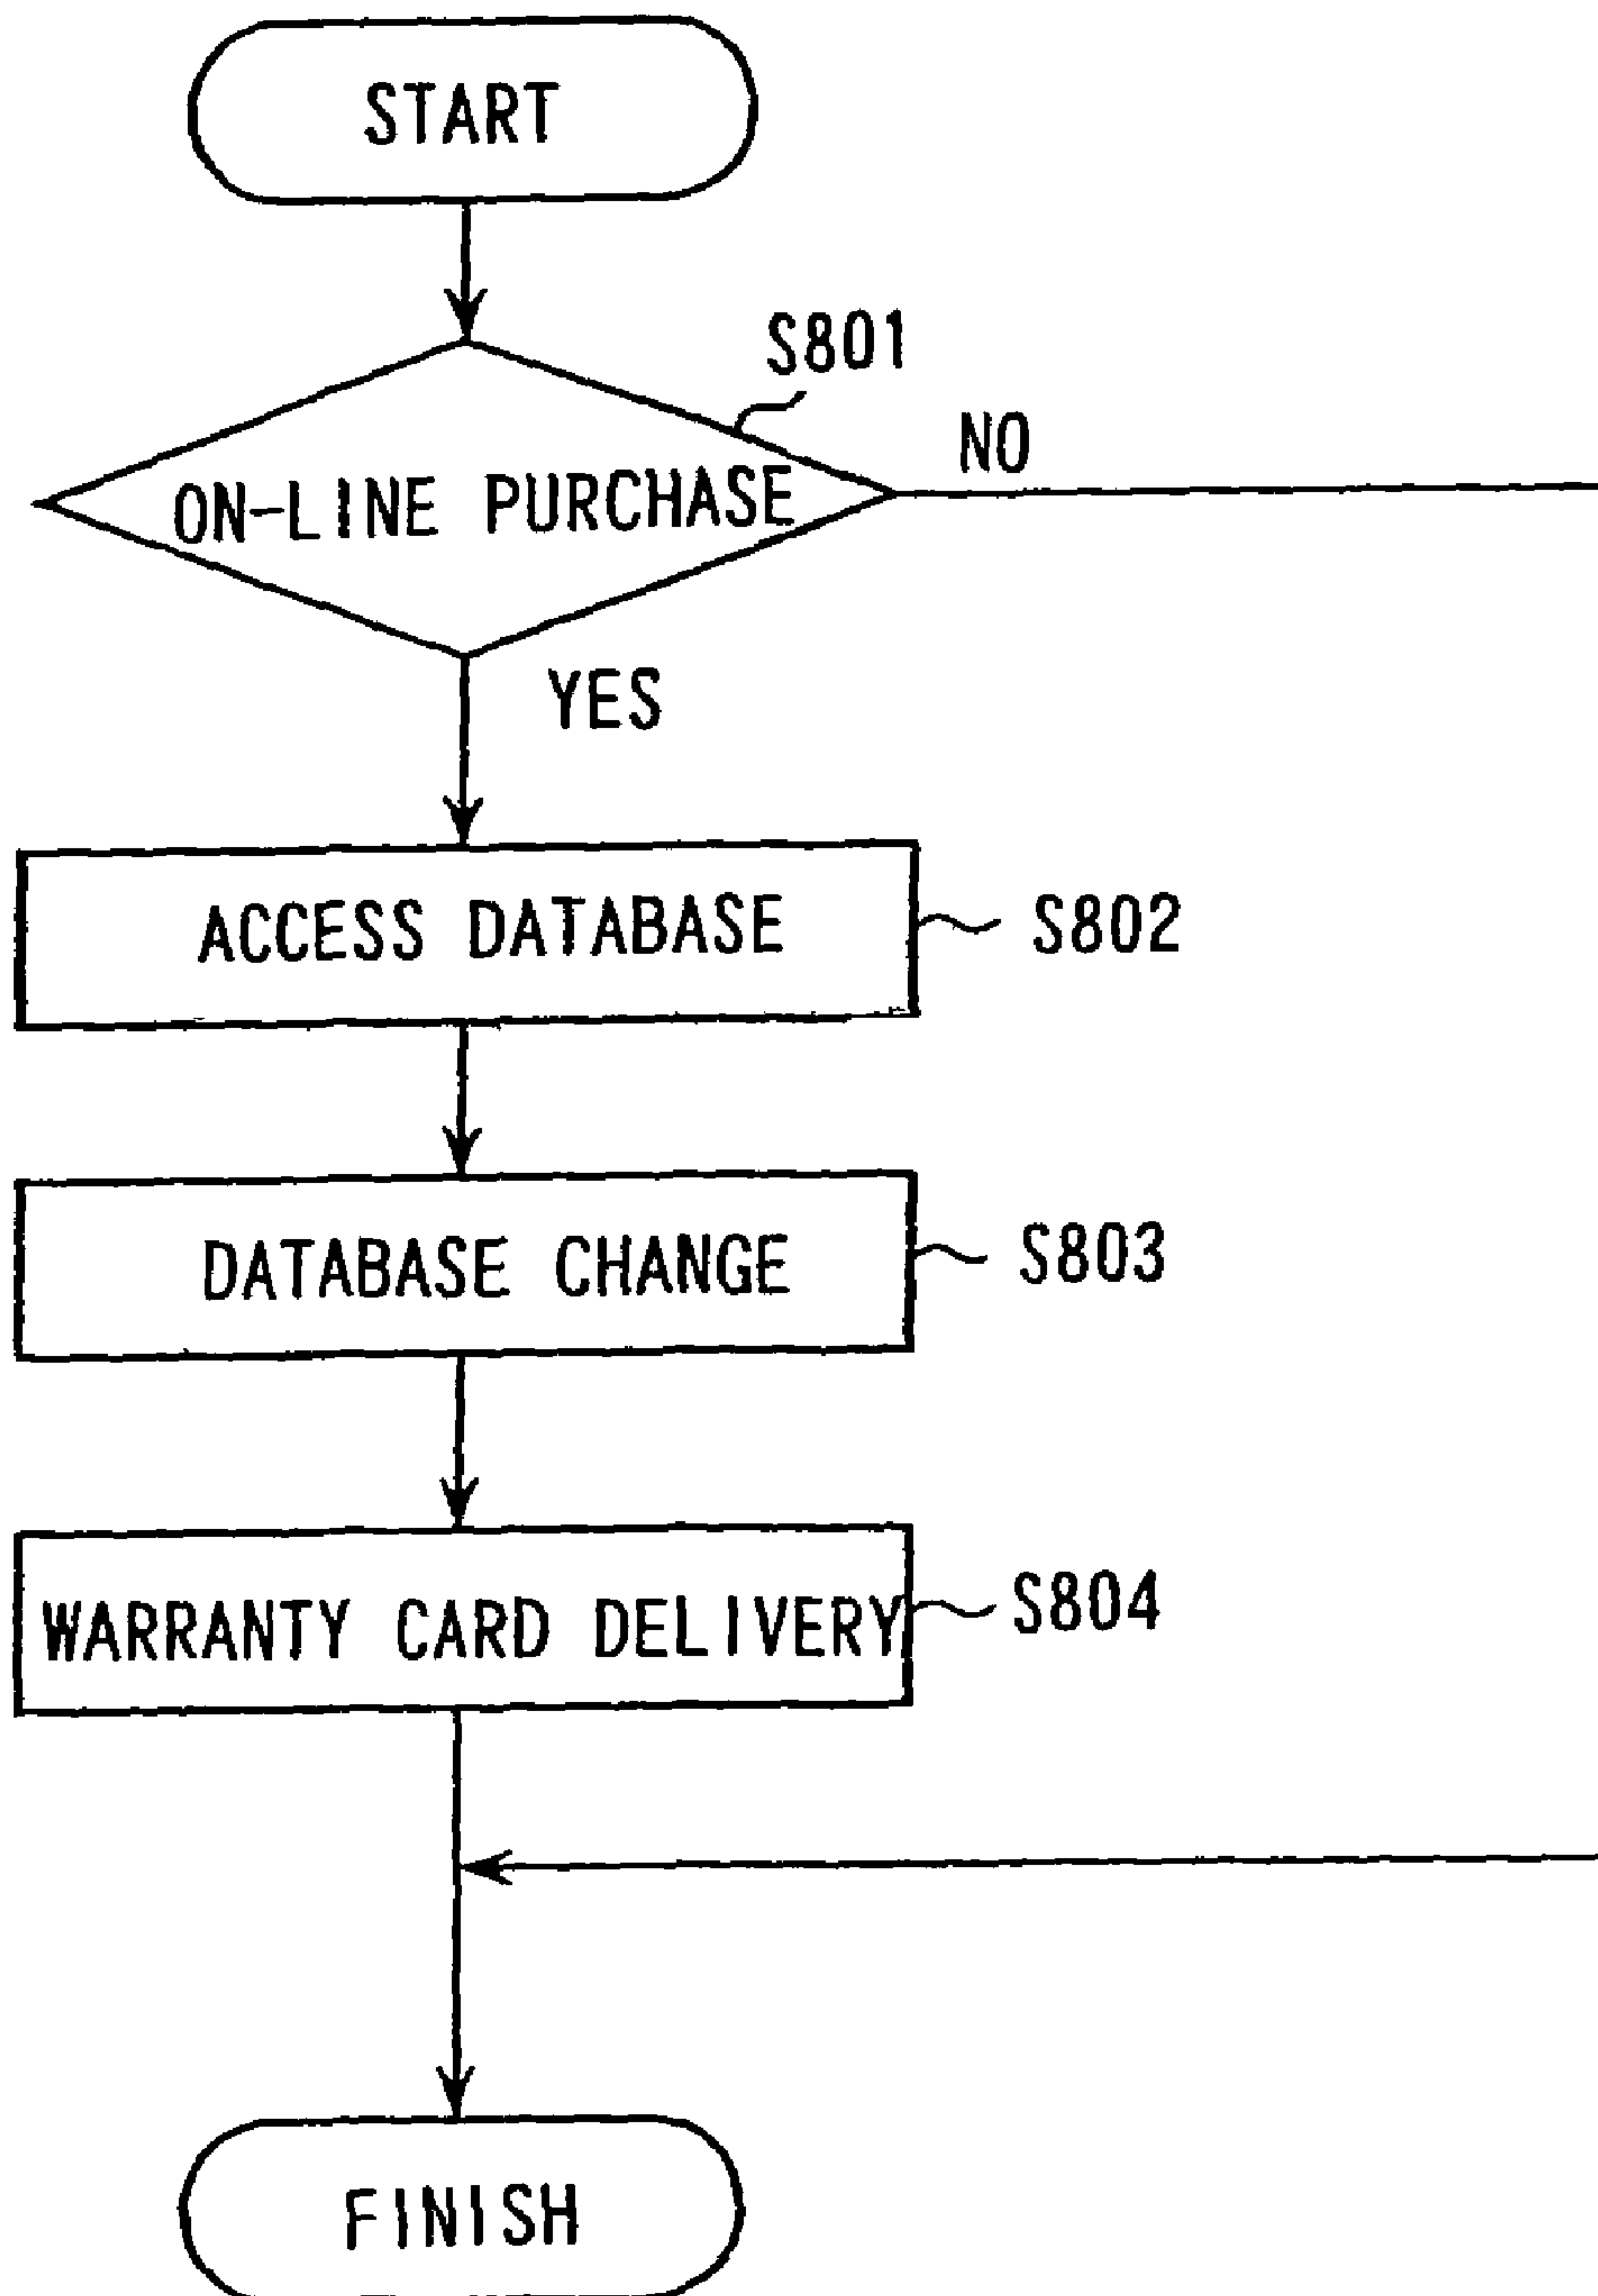 START
S801
NO
ON-LINE PURCHASE
YES
ACCESS DATABASE
S802
DATABASE CHANGE
S803
WARRANTY CARD DELIVERY
S804
FINISH